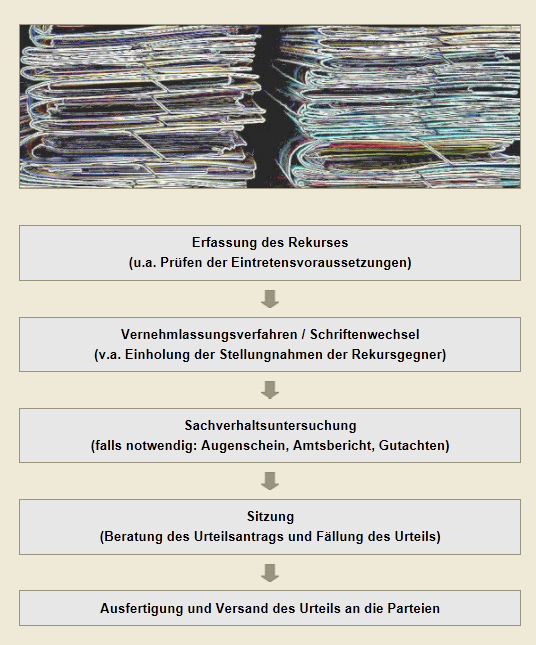 Erfassung des Rekurses
(u.a. Prüfen der Eintretensvoraussetzungen)
Vernehmlassungsverfahren / Schriftenwechsel
(v.a. Einholung der Stellungnahmen der Rekursgegner)
Sachverhaltsuntersuchung
(falls notwendig: Augenschein, Amtsbericht, Gutachten)
Sitzung
(Beratung des Urteilsantrags und Fällung des Urteils)
Ausfertigung und Versand des Urteils an die Parteien